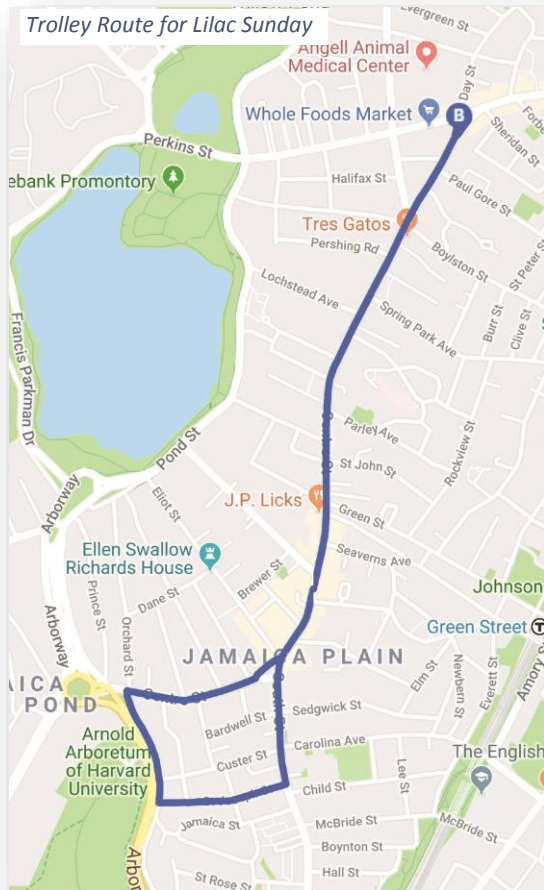 Trolley Route for Lilac Sunday
Evergreen St
Angell Animal
Medical Center
Day St
Whole Foods Market
B
Forbe
Sheridan St
Perkins St
Halifax St
Paul Gore St
ebank Promontory
Tres Gatos
Pershing Rd
Boylston St
St Peter S
Lochstead Ave
Burr St
Clive St
Spring Park Ave
Francis Parkman Dr
Parley Ave
Rockview St
Pond St
St John St
Arborway
Eliot St
J.P. Licks
Green St
Ellen Swallow
Richards House
Seaverns Ave
Brewer St
Johnson
Prince St
Dane St
Green Street
T
Arborway
Orchard St
JAMAICA PLAIN
Amory St
AICA
POND
Centre St
South St
Elm St
Newbern St
Everett St
Sedgwick St
Bardwell St
Arnold
Arboretum
of Harvard
University
Carolina Ave
The English
Custer St
Lee St
Child St
Jamaica St
McBride St
McBride St
Boynton St
Arbor
Hall St
St Rose St